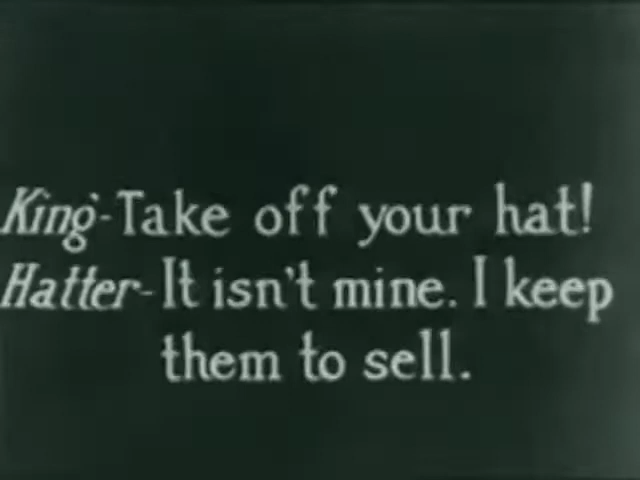 King-Take off your hat!
Hatter-It isn't mine. I keep
them to sell.